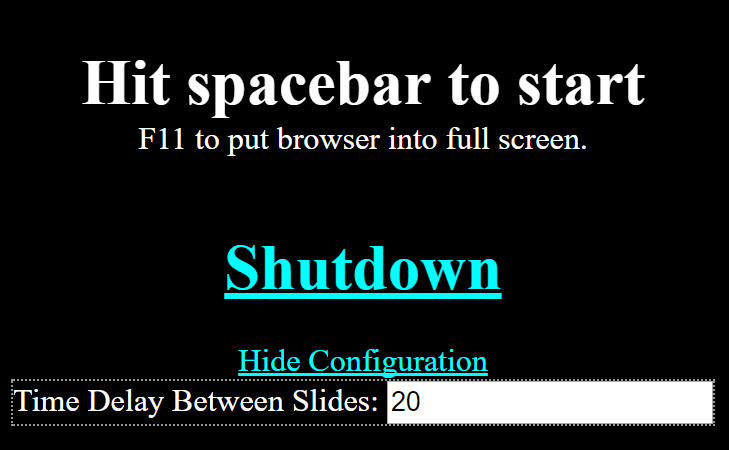 Hit spacebar to start
F11 to put browser into full screen.
Shutdown
Hide Configuration
Time Delay Between Slides: 20